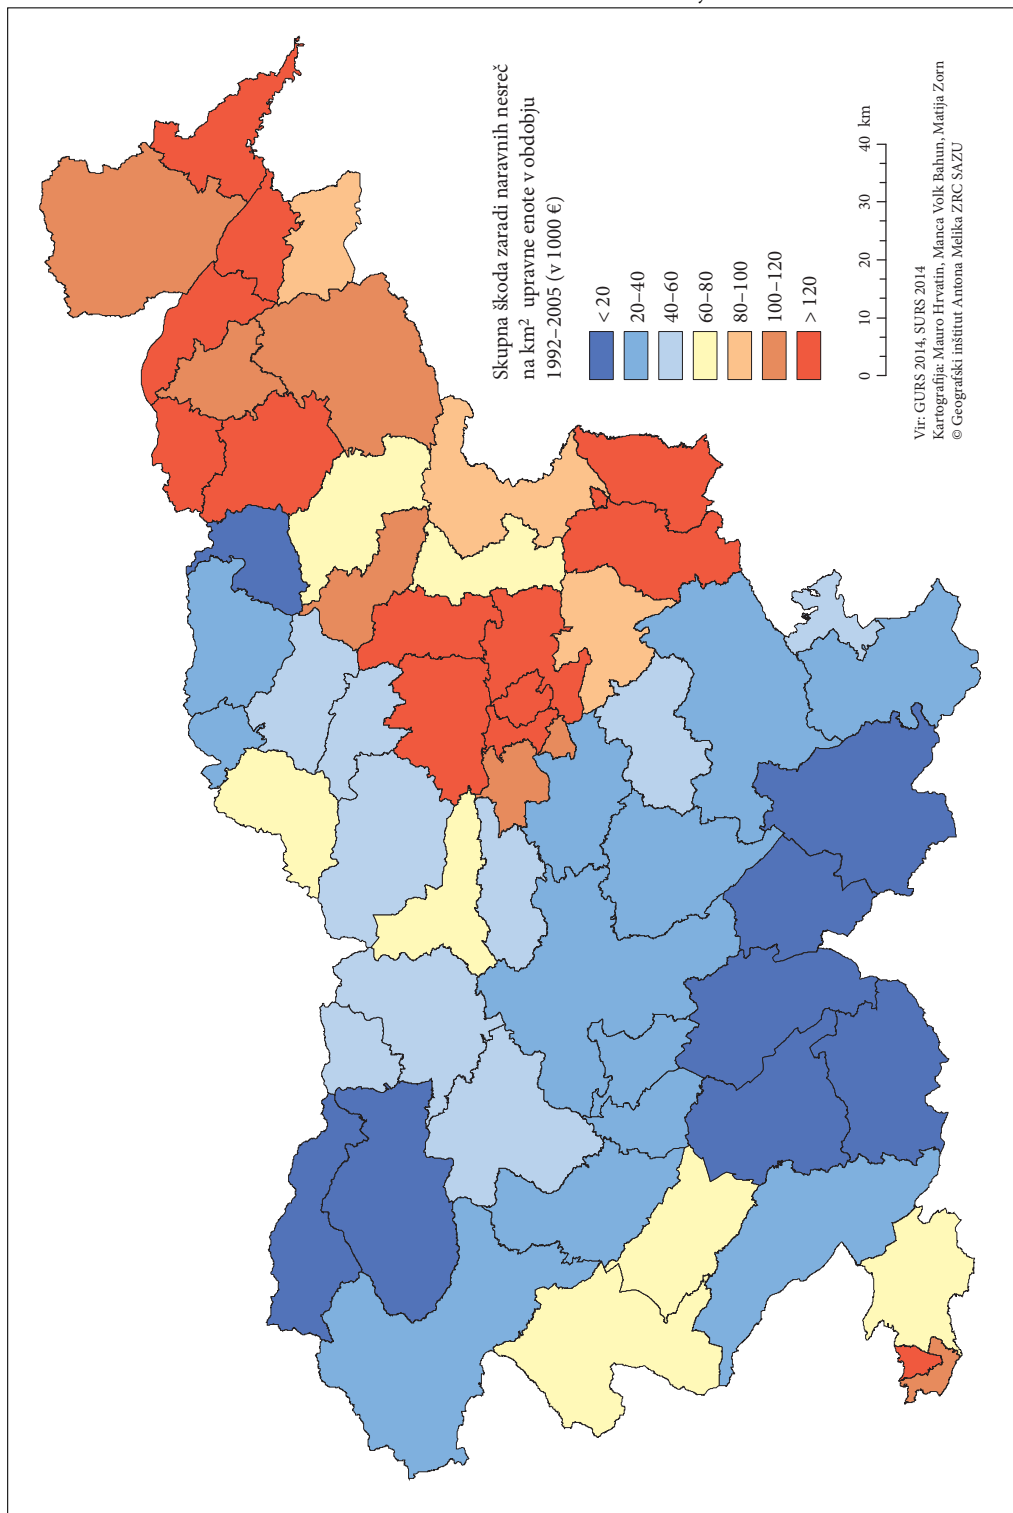 Skupna škoda zaradi naravnih nesreč
na km² upravne enote v obdobju
1992–2005 (v 1000 €)
< 20
20–40
40–60
60–80
80–100
100–120
> 120
0 10 20 30 40 km
Vir: GURS 2014, SURS 2014
Kartografija: Mauro Hrvatin, Manca Volk Bahun, Matija Zorn
© Geografski inštitut Antona Melika ZRC SAZU